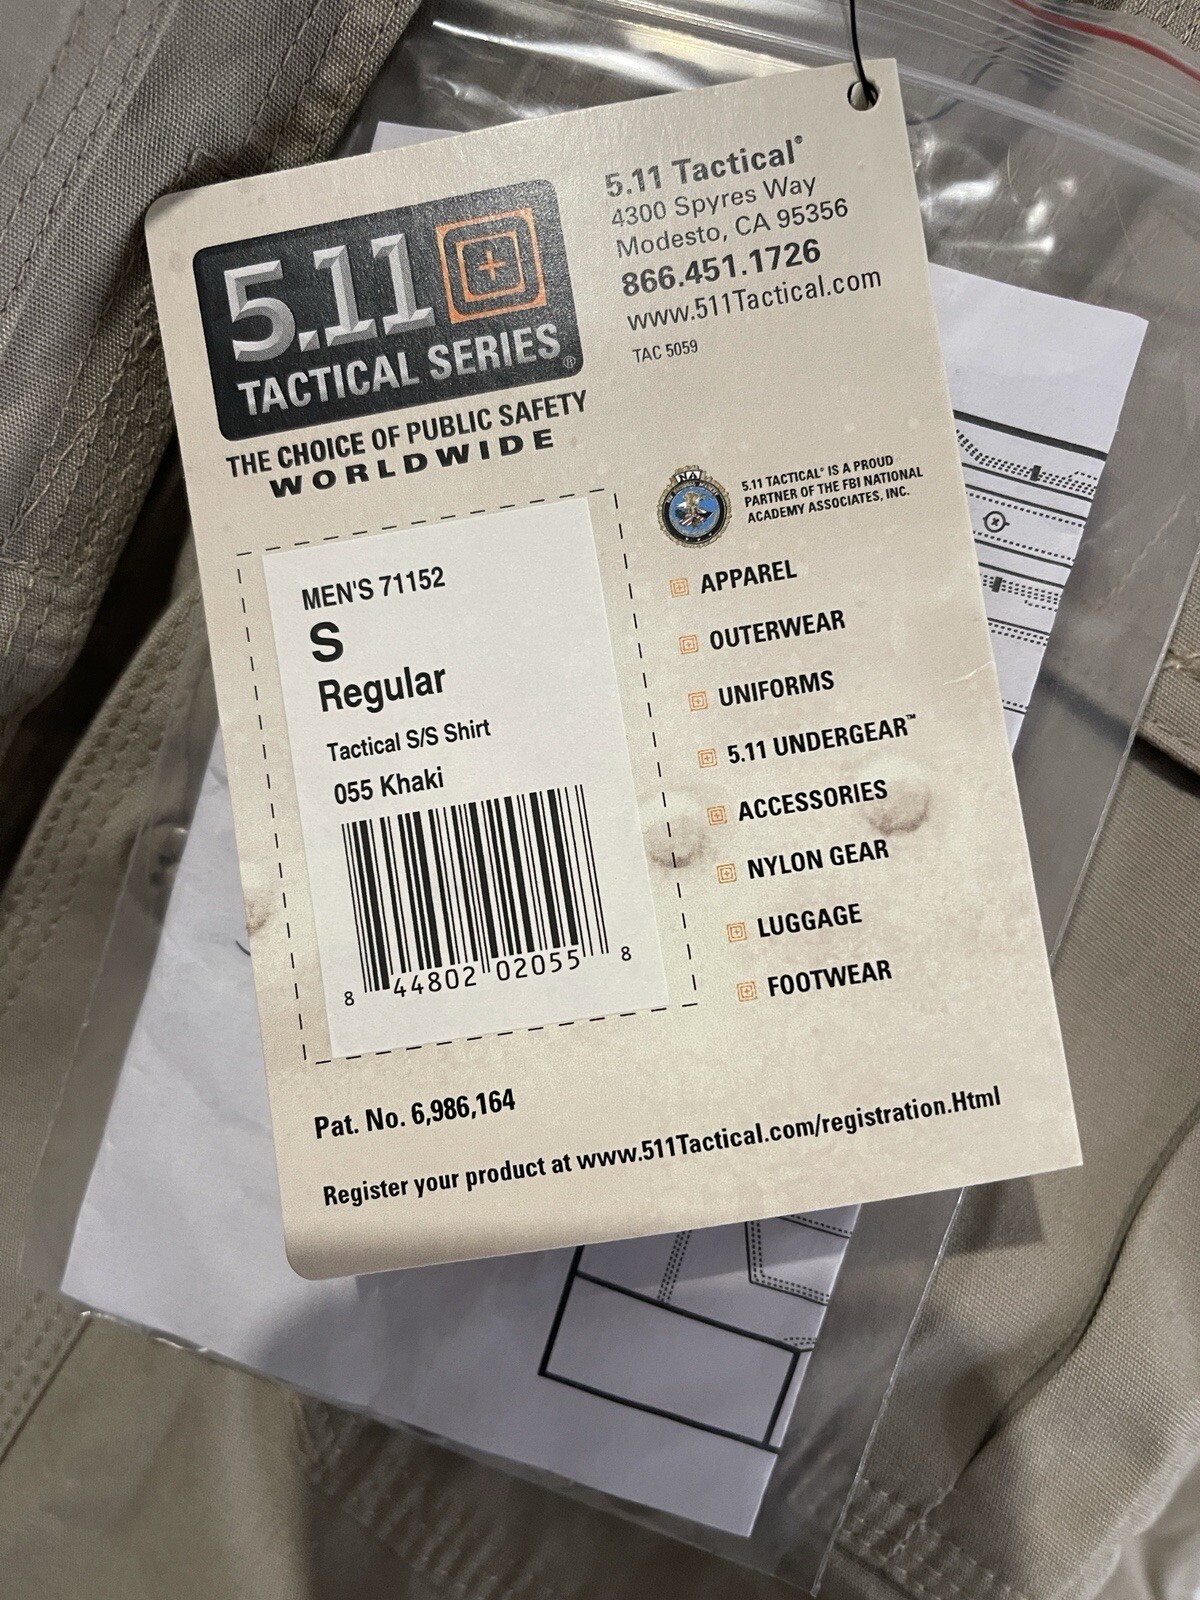 5.11
TACTICAL SERIES®
THE CHOICE OF PUBLIC SAFETY
WORLDWIDE
5.11 Tactical®
4300 Spyres Way
Modesto, CA 95356
866.451.1726
www.511Tactical.com
TAC 5059
NA
5.11 TACTICAL® IS A PROUD
PARTNER OF THE FBI NATIONAL
ACADEMY ASSOCIATES, INC.
MEN'S 71152
S
Regular
Tactical S/S Shirt
055 Khaki
8 44802 02055 8
APPAREL
OUTERWEAR
UNIFORMS
5.11 UNDERGEAR™
ACCESSORIES
NYLON GEAR
LUGGAGE
FOOTWEAR
Pat. No. 6,986,164
Register your product at www.511Tactical.com/registration.Html